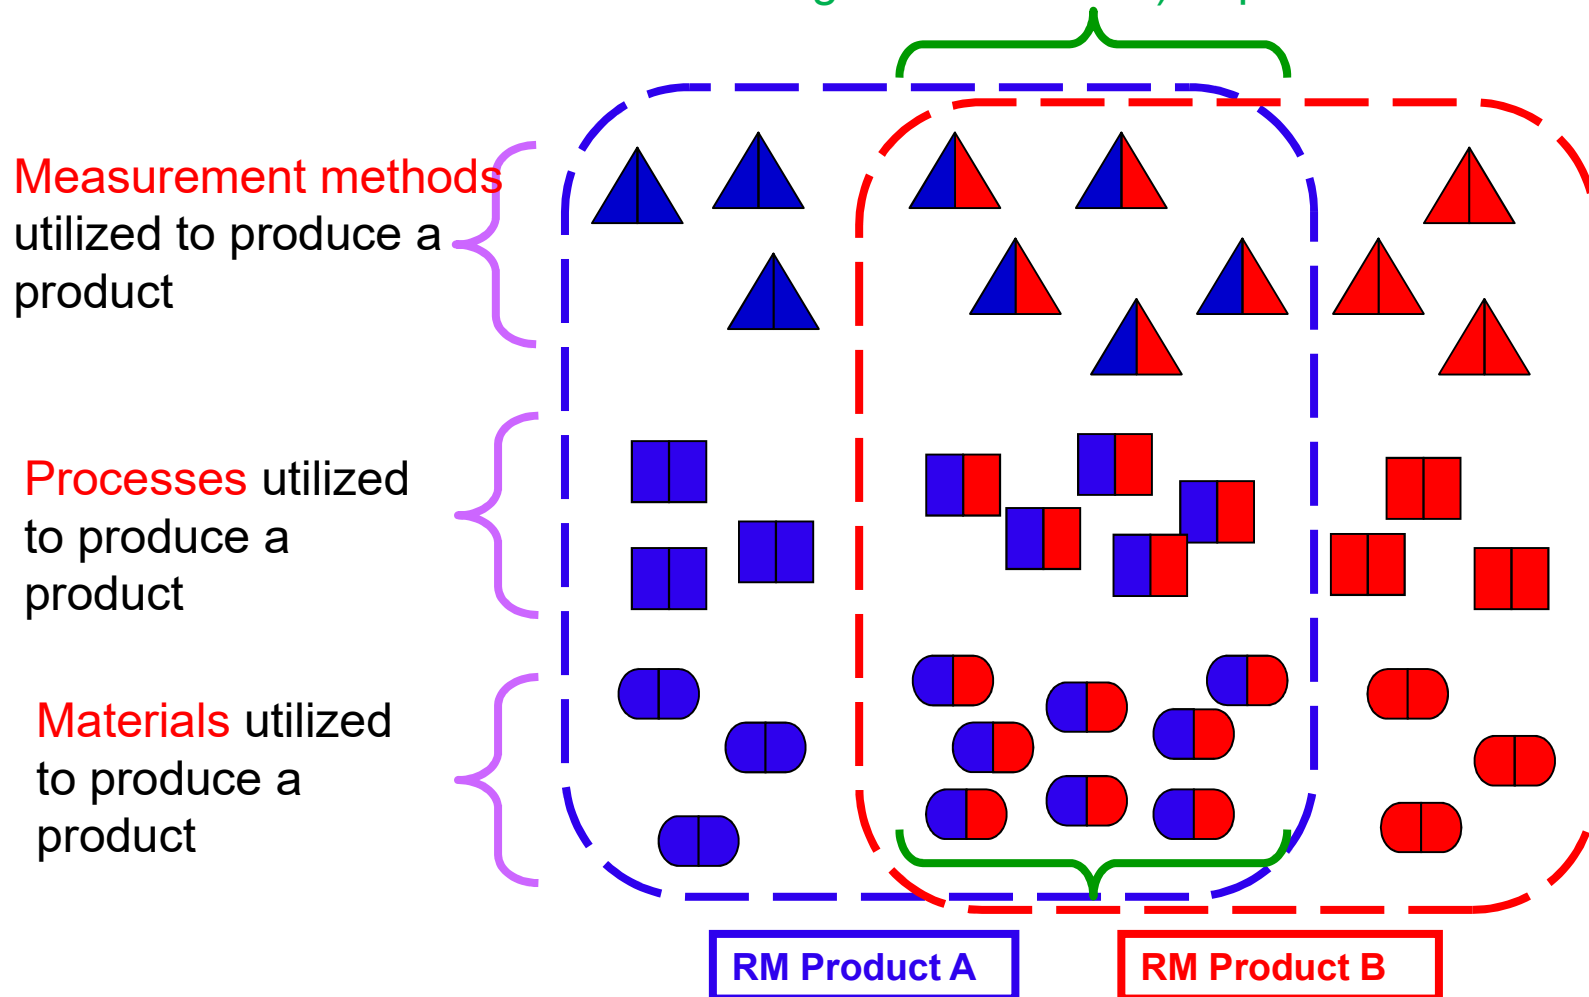 Measurement methods
utilized to produce a
product
Processes utilized
to produce a
product
Materials utilized
to produce a
product
RM Product A
RM Product B